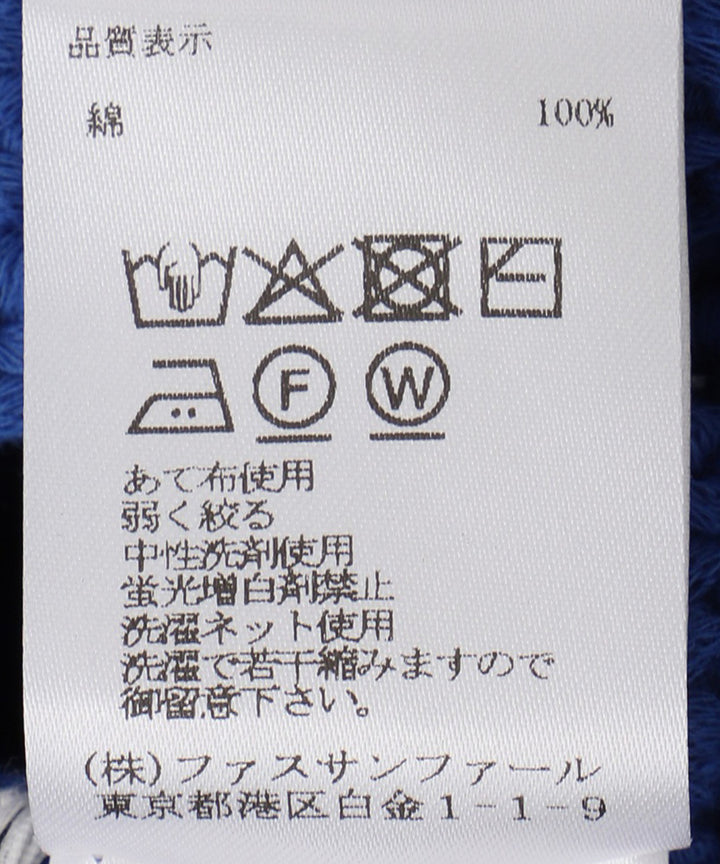 品質表示
綿 100%
F W
あて布使用
弱く絞る
中性洗剤使用
蛍光増白剤禁止
洗濯ネット使用
洗濯で若干縮みますので
御留意下さい。
(株)ファスサンファール
東京都港区白金1-1-9